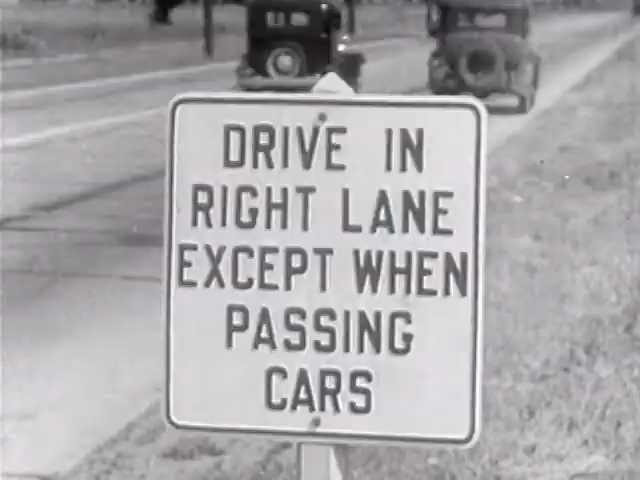 DRIVE IN
RIGHT LANE
EXCEPT WHEN
PASSING
CARS